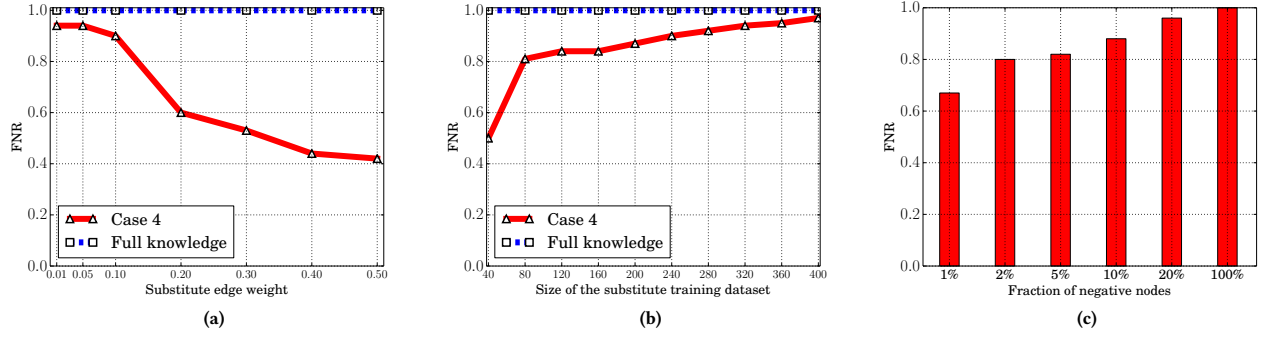 1.0
0.8
0.6
0.4
0.2
0.0
FNR
0.01 0.05 0.10 0.20 0.30 0.40 0.50
Substitute edge weight
Case 4
Full knowledge
(a)
1.0
0.8
0.6
0.4
0.2
0.0
FNR
40 80 120 160 200 240 280 320 360 400
Size of the substitute training dataset
Case 4
Full knowledge
(b)
1.0
0.8
0.6
0.4
0.2
0.0
FNR
1% 2% 5% 10% 20% 100%
Fraction of negative nodes
(c)